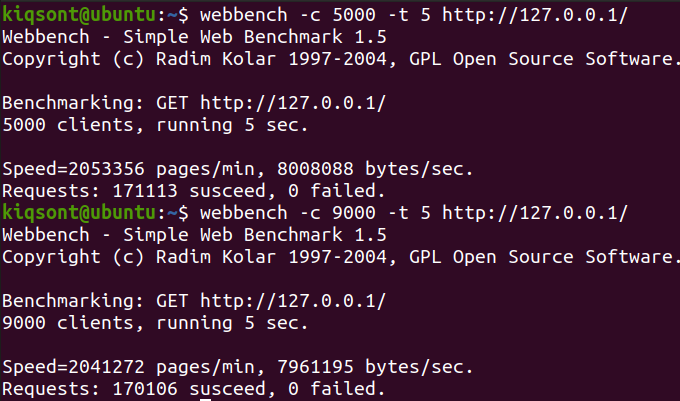 kiqsont@ubuntu:~$ webbench -c 5000 -t 5 http://127.0.0.1/
Webbench - Simple Web Benchmark 1.5
Copyright (c) Radim Kolar 1997-2004, GPL Open Source Software.
Benchmarking: GET http://127.0.0.1/
5000 clients, running 5 sec.
Speed=2053356 pages/min, 8008088 bytes/sec.
Requests: 171113 susceed, 0 failed.
kiqsont@ubuntu:~$ webbench -c 9000 -t 5 http://127.0.0.1/
Webbench - Simple Web Benchmark 1.5
Copyright (c) Radim Kolar 1997-2004, GPL Open Source Software.
Benchmarking: GET http://127.0.0.1/
9000 clients, running 5 sec.
Speed=2041272 pages/min, 7961195 bytes/sec.
Requests: 170106 susceed, 0 failed.